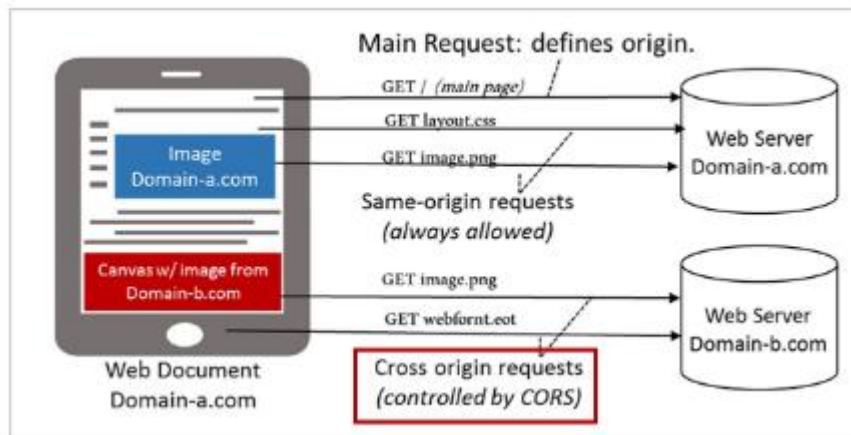 Main Request: defines origin.
GET / (main page)
GET layout.css
Image
Domain-a.com
GET image.png
Web Server
Domain-a.com
Same-origin requests
(always allowed)
Canvas w/ image from
Domain-b.com
GET image.png
GET webfornt.eot
Web Server
Domain-b.com
Cross origin requests
(controlled by CORS)
Web Document
Domain-a.com